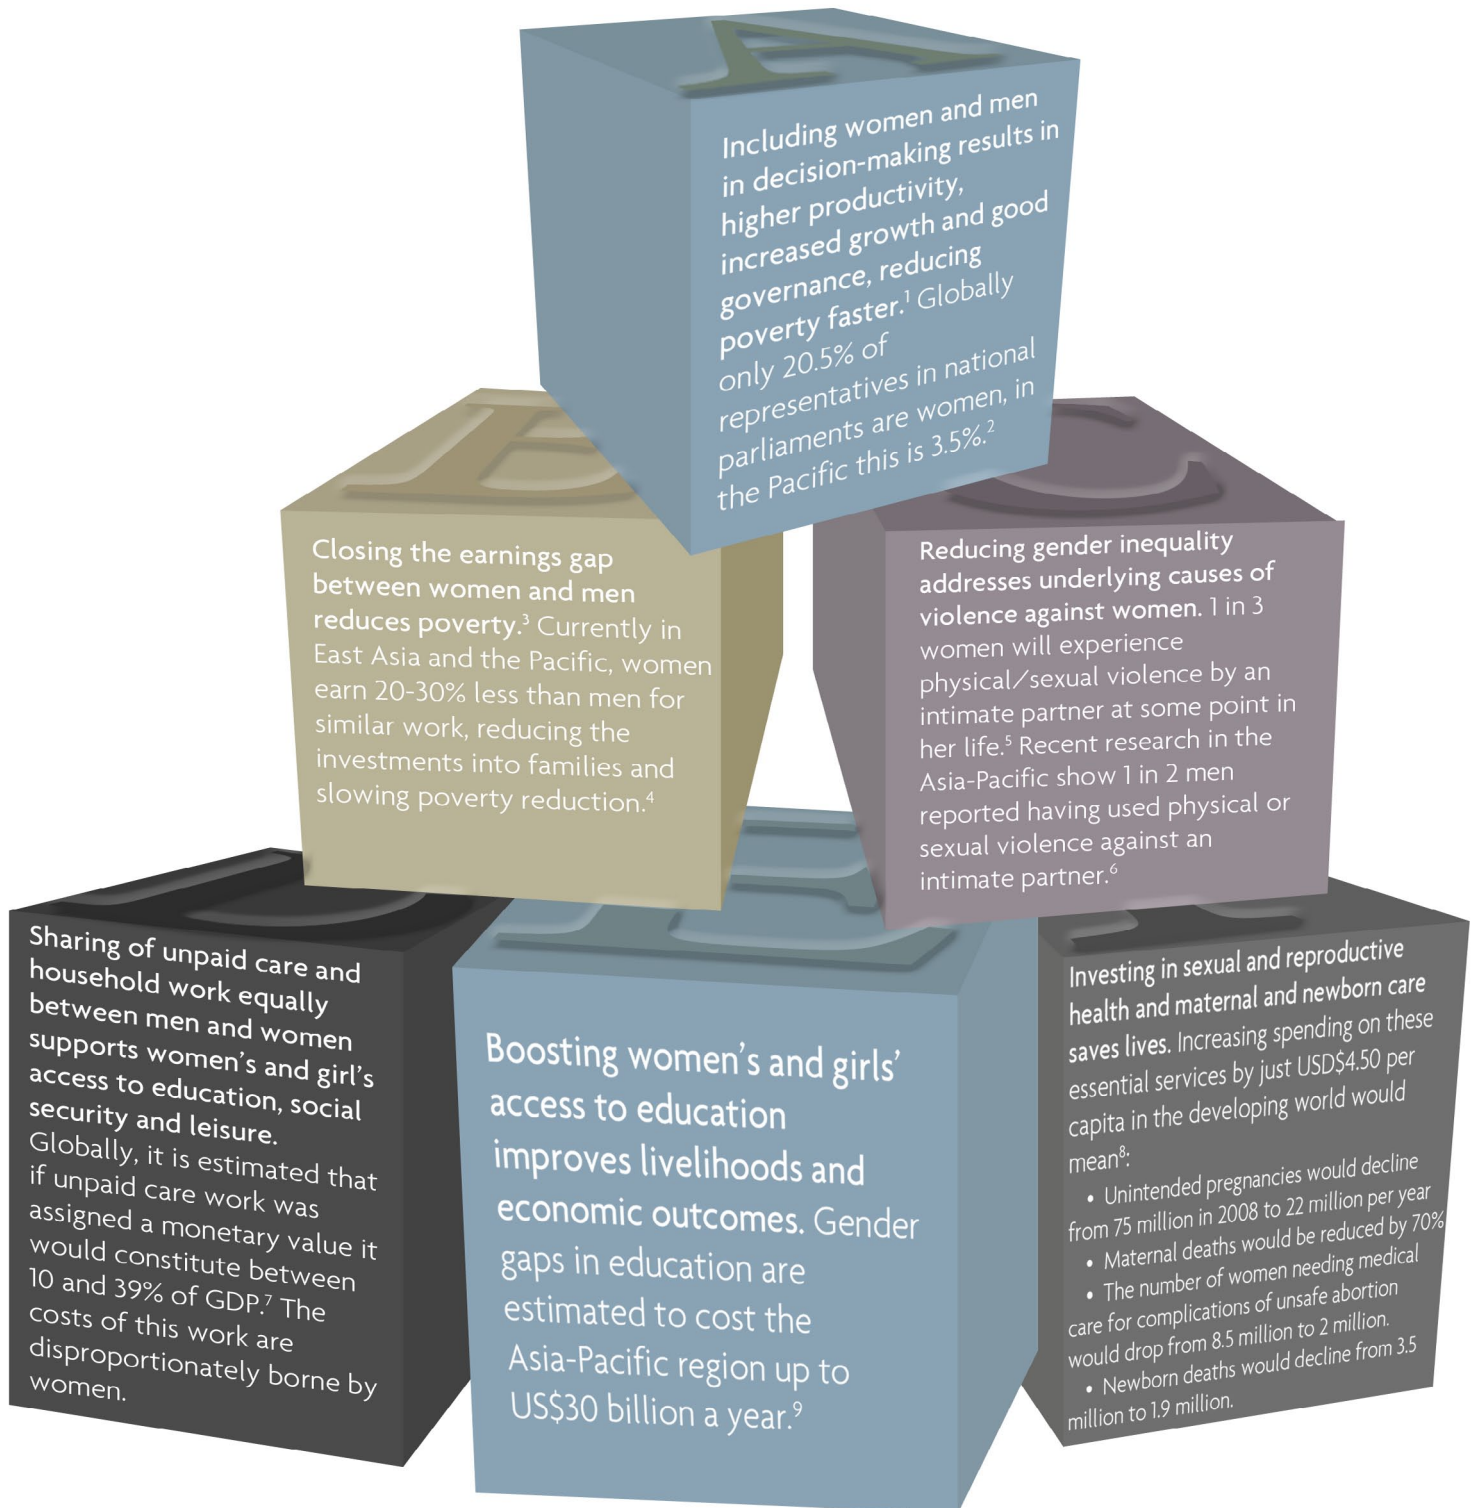 A
Including women and men
in decision-making results in
higher productivity,
increased growth and good
governance, reducing
poverty faster.¹ Globally
only 20.5% of
representatives in national
parliaments are women, in
the Pacific this is 3.5%.²
B
Closing the earnings gap
between women and men
reduces poverty.³ Currently in
East Asia and the Pacific, women
earn 20-30% less than men for
similar work, reducing the
investments into families and
slowing poverty reduction.⁴
C
Reducing gender inequality
addresses underlying causes of
violence against women. 1 in 3
women will experience
physical/sexual violence by an
intimate partner at some point in
her life.⁵ Recent research in the
Asia-Pacific show 1 in 2 men
reported having used physical or
sexual violence against an
intimate partner.⁶
D
Sharing of unpaid care and
household work equally
between men and women
supports women's and girl's
access to education, social
security and leisure.
Globally, it is estimated that
if unpaid care work was
assigned a monetary value it
would constitute between
10 and 39% of GDP.⁷ The
costs of this work are
disproportionately borne by
women.
E
Boosting women's and girls'
access to education
improves livelihoods and
economic outcomes. Gender
gaps in education are
estimated to cost the
Asia-Pacific region up to
US$30 billion a year.⁹
Investing in sexual and reproductive
health and maternal and newborn care
saves lives. Increasing spending on these
essential services by just USD$4.50 per
capita in the developing world would
mean⁸:
• Unintended pregnancies would decline
from 75 million in 2008 to 22 million per year
• Maternal deaths would be reduced by 70%
• The number of women needing medical
care for complications of unsafe abortion
would drop from 8.5 million to 2 million.
• Newborn deaths would decline from 3.5
million to 1.9 million.